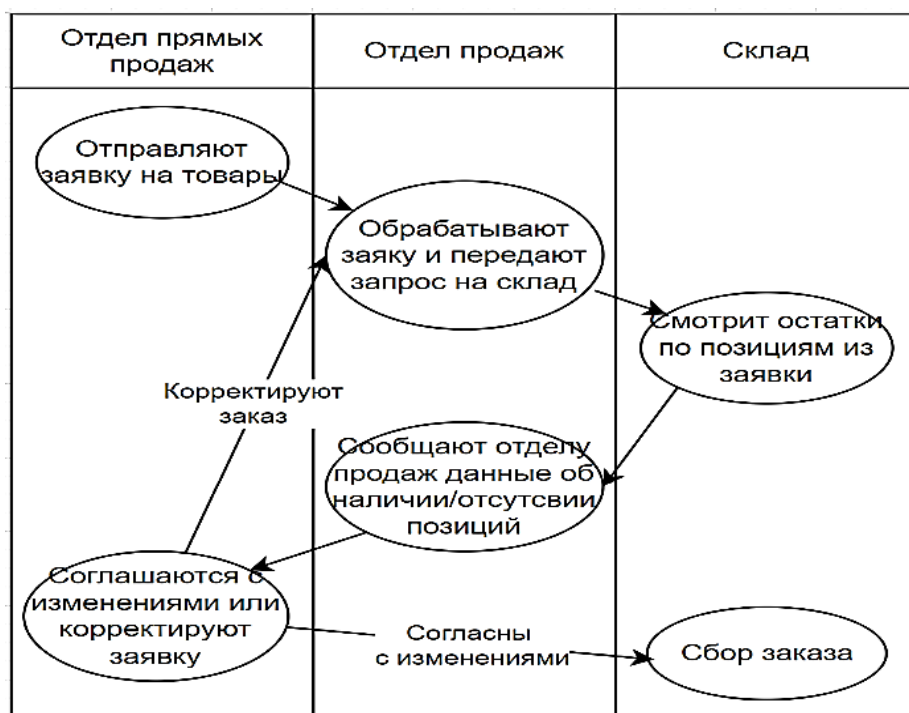 Отдел прямых
продаж
Отдел продаж
Склад
Отправляют
заявку на товары
Обрабатывают
заяку и передают
запрос на склад
Смотрит остатки
по позициям из
заявки
Корректируют
заказ
Сообщают отделу
продаж данные об
наличии/отсутсвии
позиций
Соглашаются с
изменениями или
корректируют
заявку
Согласны
с изменениями
Сбор заказа